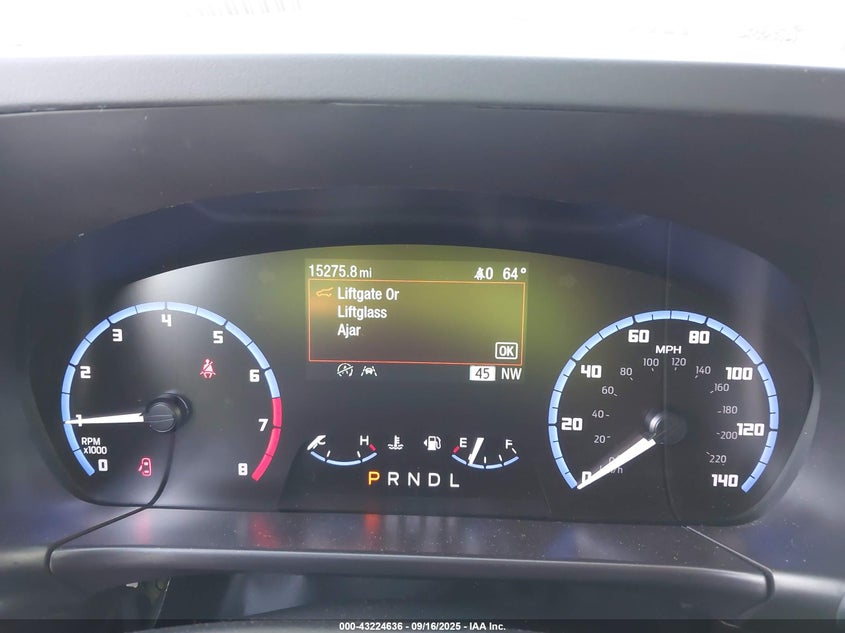 15275.8 mi
0 64°
Liftgate Or
Liftglass
Ajar
OK
45 NW
0 1 2 3 4 5 6 7 8
RPM
x1000
C H
E F
P R N D L
0 20 40 60 80 100 120 140
MPH
20 40 60 80 100 120 140 160 180 200 220
000-43224636 - 09/16/2025 - IAA Inc.